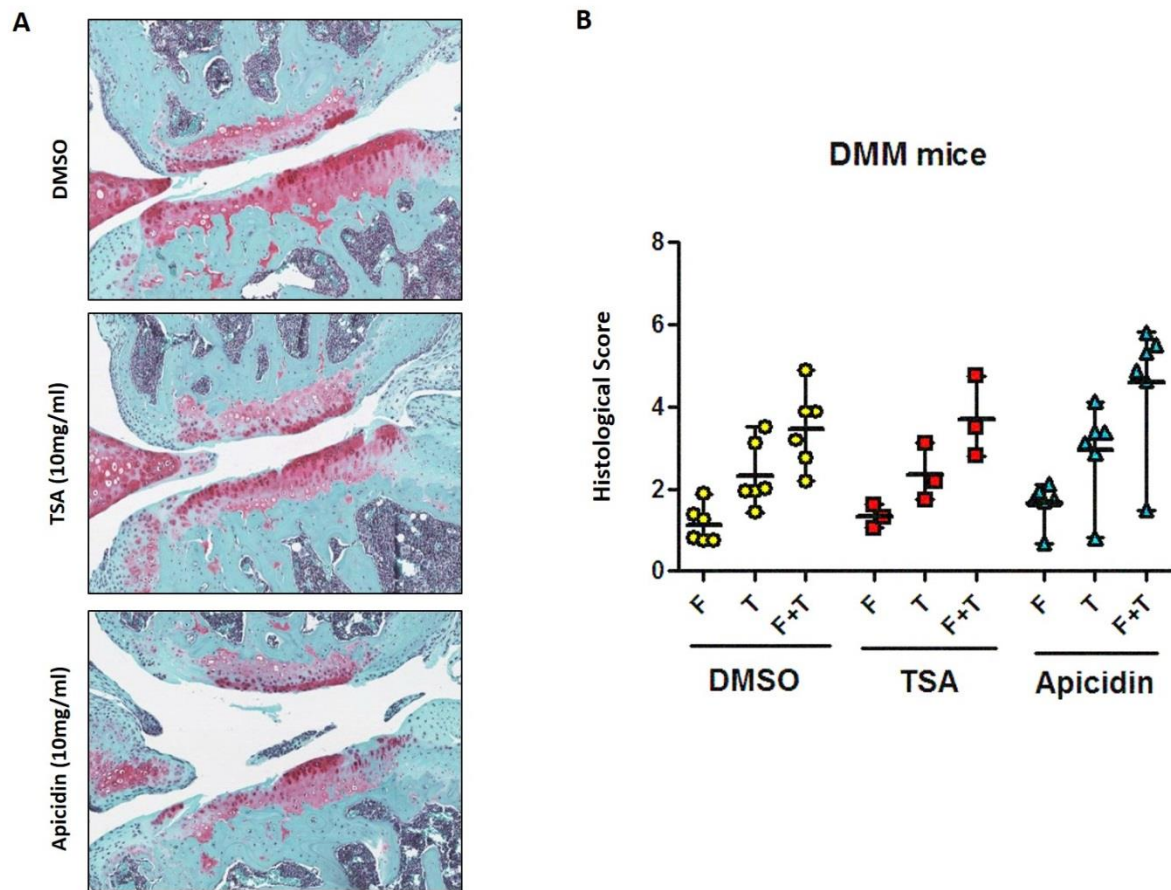 A
DMSO
TSA (10mg/ml)
Apicidin (10mg/ml)
B
DMM mice
Histological Score
8
6
4
2
0
F T F+T F T F+T F T F+T
DMSO TSA Apicidin